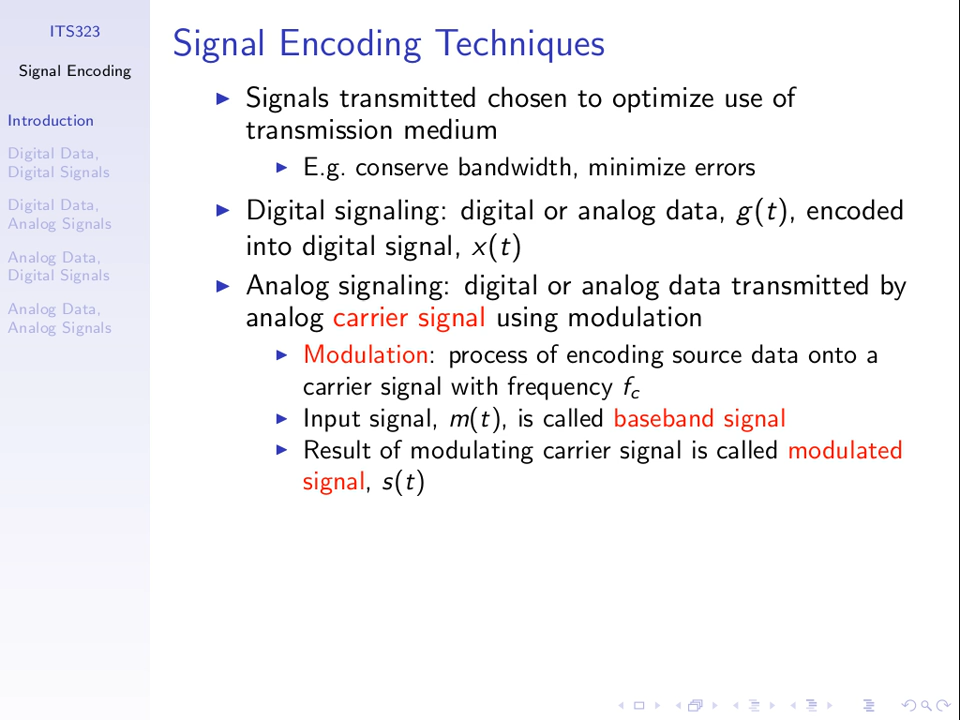 ITS323
Signal Encoding
Introduction
Digital Data,
Digital Signals
Digital Data,
Analog Signals
Analog Data,
Digital Signals
Analog Data,
Analog Signals
Signal Encoding Techniques
Signals transmitted chosen to optimize use of
transmission medium
E.g. conserve bandwidth, minimize errors
Digital signaling: digital or analog data, g(t), encoded
into digital signal, x(t)
Analog signaling: digital or analog data transmitted by
analog carrier signal using modulation
Modulation: process of encoding source data onto a
carrier signal with frequency f_c
Input signal, m(t), is called baseband signal
Result of modulating carrier signal is called modulated
signal, s(t)